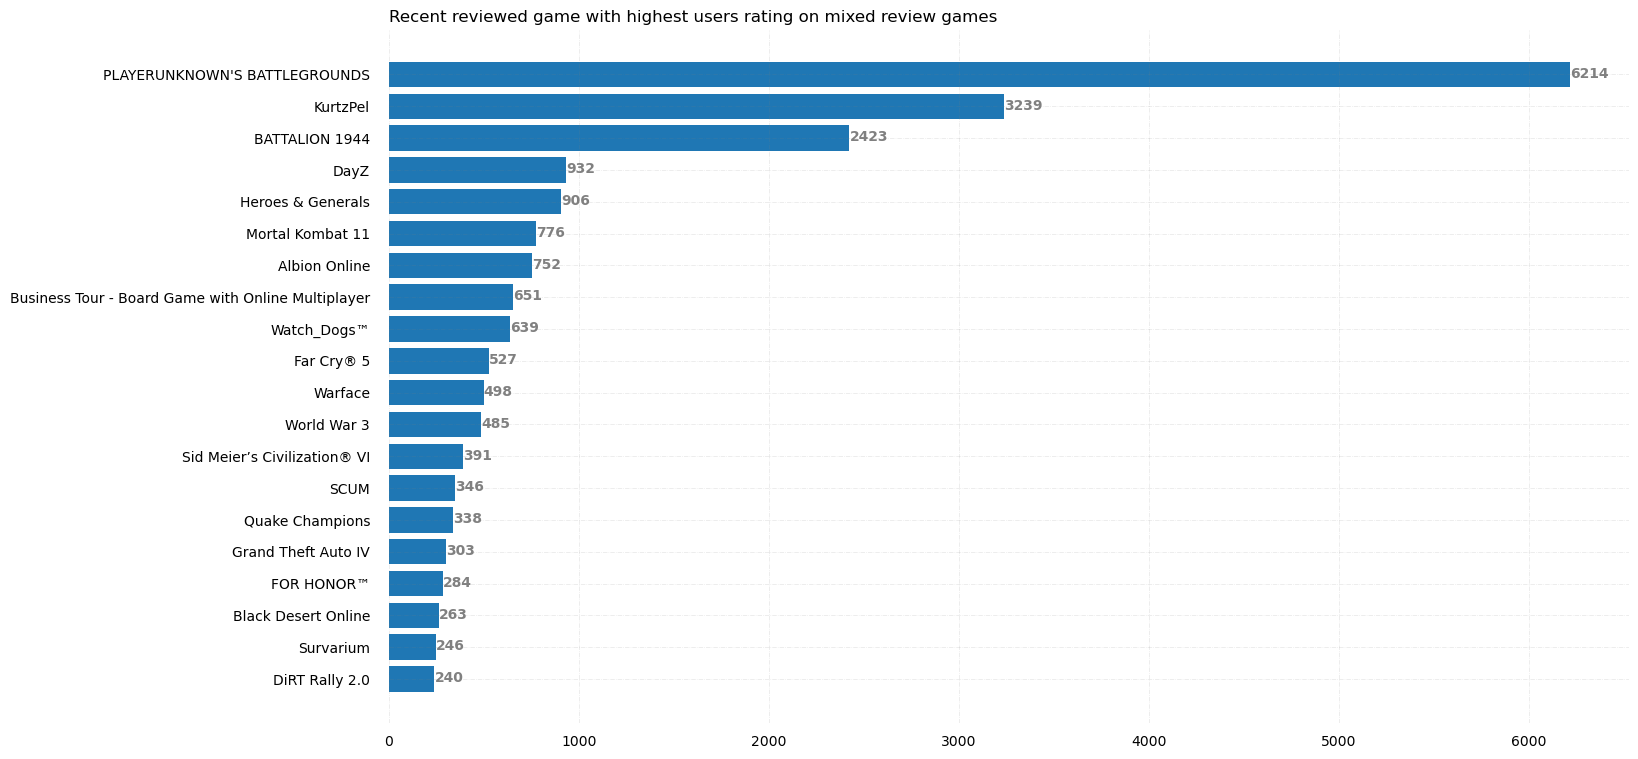 Recent reviewed game with highest users rating on mixed review games
PLAYERUNKNOWN'S BATTLEGROUNDS 6214
KurtzPel 3239
BATTALION 1944 2423
DayZ 932
Heroes & Generals 906
Mortal Kombat 11 776
Albion Online 752
Business Tour - Board Game with Online Multiplayer 651
Watch_Dogs™ 639
Far Cry® 5 527
Warface 498
World War 3 485
Sid Meier’s Civilization® VI 391
SCUM 346
Quake Champions 338
Grand Theft Auto IV 303
FOR HONOR™ 284
Black Desert Online 263
Survarium 246
DiRT Rally 2.0 240
0 1000 2000 3000 4000 5000 6000